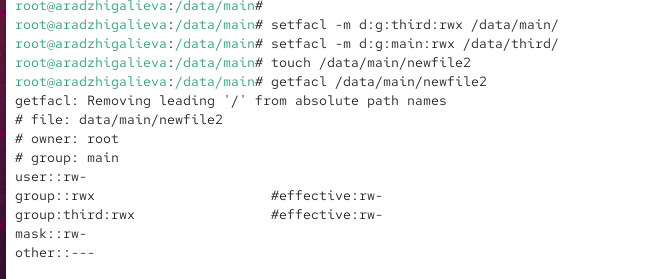 root@aradzhigalieva:/data/main#
root@aradzhigalieva:/data/main# setfacl -m d:g:third:rwx /data/main/
root@aradzhigalieva:/data/main# setfacl -m d:g:main:rwx /data/third/
root@aradzhigalieva:/data/main# touch /data/main/newfile2
root@aradzhigalieva:/data/main# getfacl /data/main/newfile2
getfacl: Removing leading '/' from absolute path names
# file: data/main/newfile2
# owner: root
# group: main
user::rw-
group::rwx                      #effective:rw-
group:third:rwx                 #effective:rw-
mask::rw-
other::---